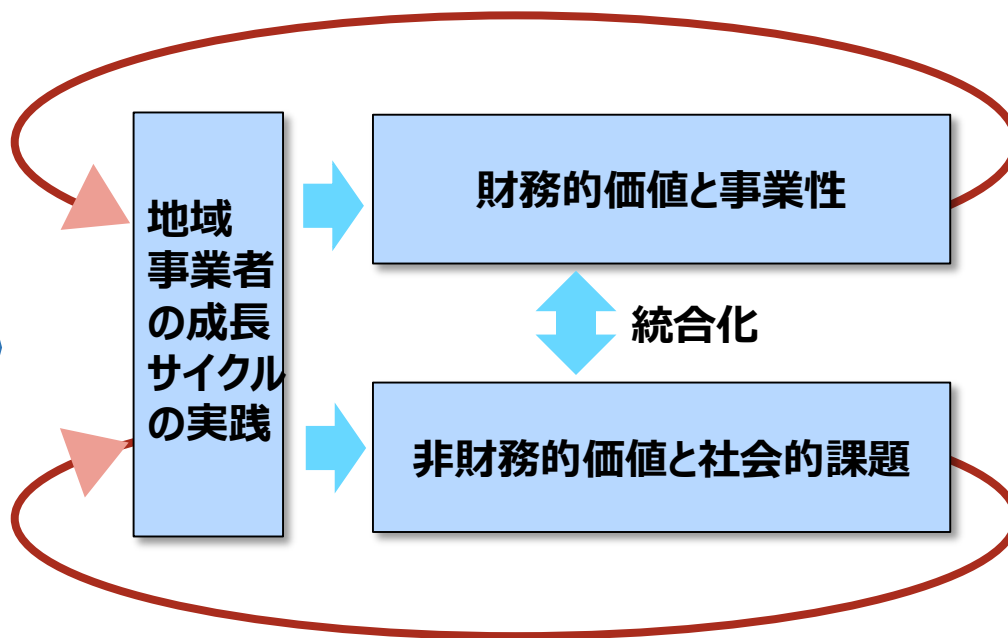 地域
事業者
の成長
サイクル
の実践
財務的価値と事業性
統合化
非財務的価値と社会的課題